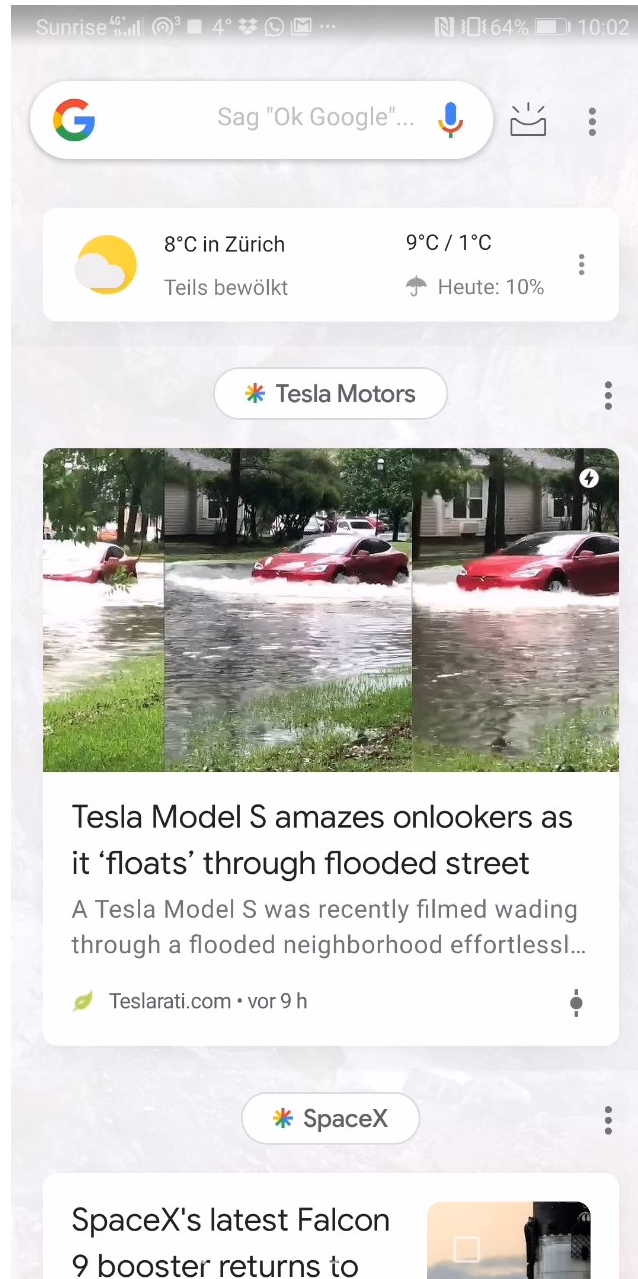 Sunrise 4G+ 3 4° ... 64% 10:02
Sag "Ok Google"...
8°C in Zürich
9°C / 1°C
Teils bewölkt
Heute: 10%
Tesla Motors
Tesla Model S amazes onlookers as
it ‘floats’ through flooded street
A Tesla Model S was recently filmed wading
through a flooded neighborhood effortlessl…
Teslarati.com • vor 9 h
SpaceX
SpaceX's latest Falcon
9 booster returns to